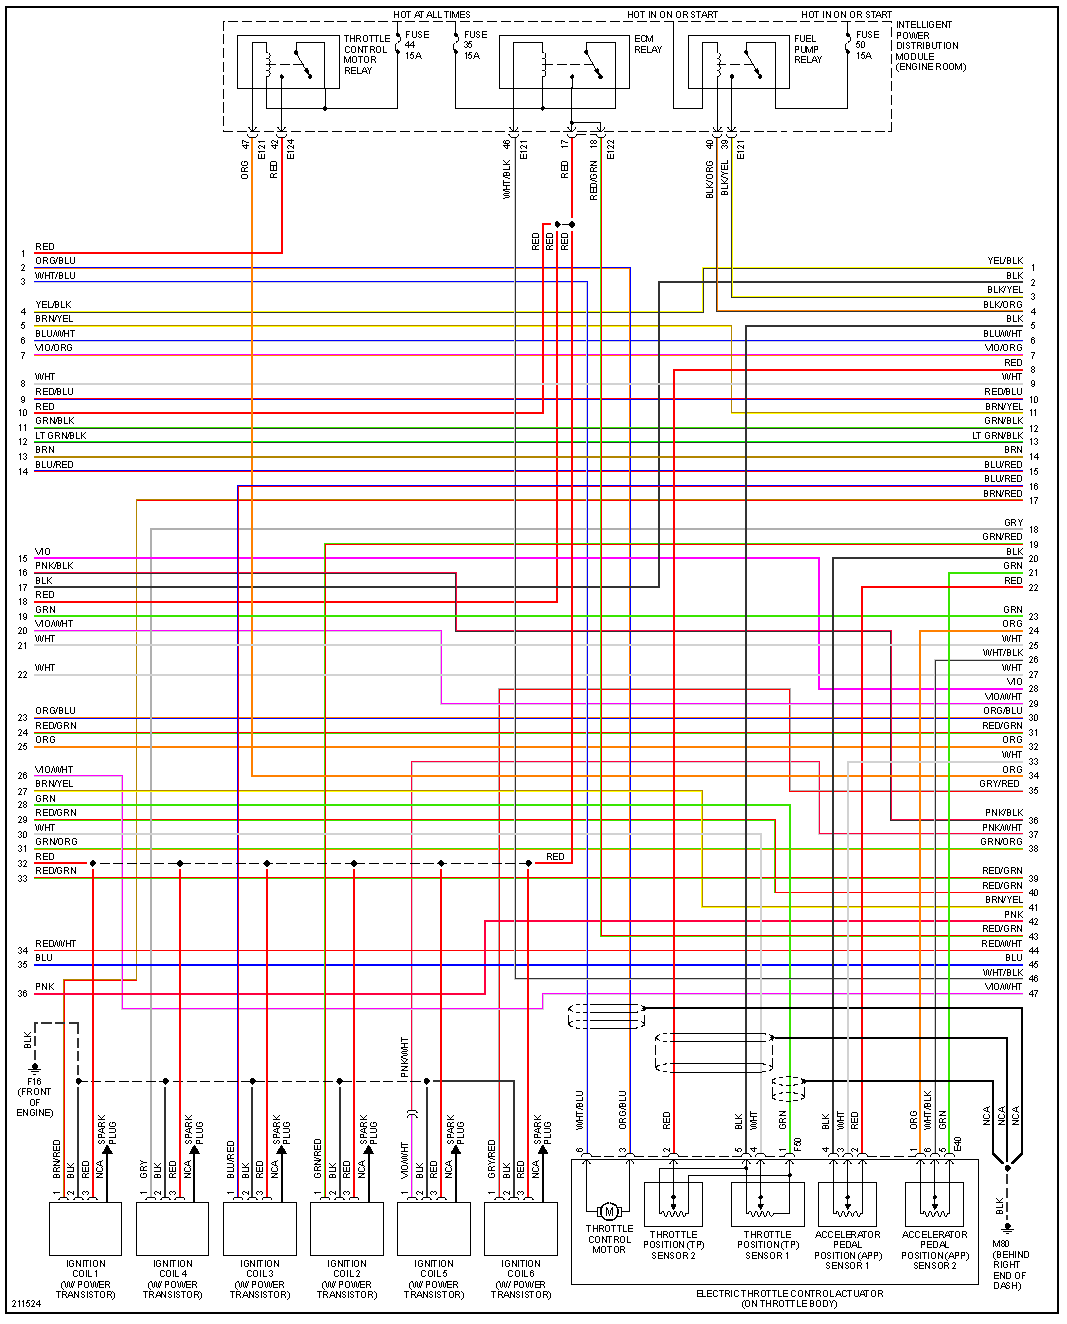 HOT AT ALL TIMES
HOT IN ON OR START
HOT IN ON OR START
THROTTLE
CONTROL
MOTOR
RELAY
FUSE
44
15A
FUSE
35
15A
ECM
RELAY
FUEL
PUMP
RELAY
FUSE
50
15A
INTELLIGENT
POWER
DISTRIBUTION
MODULE
(ENGINE ROOM)
47
E121
42
E124
46
E121
17
18
E122
40
39
E121
ORG
RED
WHT/BLK
RED
RED/GRN
BLK/ORG
BLK/YEL
RED
RED
RED
1 RED
2 ORG/BLU
3 WHT/BLU
4 YEL/BLK
5 BRN/YEL
6 BLU/WHT
7 VIO/ORG
8 WHT
9 RED/BLU
10 RED
11 GRN/BLK
12 LT GRN/BLK
13 BRN
14 BLU/RED
15 VIO
16 PNK/BLK
17 BLK
18 RED
19 GRN
20 VIO/WHT
21 WHT
22 WHT
23 ORG/BLU
24 RED/GRN
25 ORG
26 VIO/WHT
27 BRN/YEL
28 GRN
29 RED/GRN
30 WHT
31 GRN/ORG
32 RED
RED
33 RED/GRN
34 RED/WHT
35 BLU
36 PNK
YEL/BLK 1
BLK 2
BLK/YEL 3
BLK/ORG 4
BLK 5
BLU/WHT 6
VIO/ORG 7
RED 8
WHT 9
RED/BLU 10
BRN/YEL 11
GRN/BLK 12
LT GRN/BLK 13
BRN 14
BLU/RED 15
BLU/RED 16
BRN/RED 17
GRY 18
GRN/RED 19
BLK 20
GRN 21
RED 22
GRN 23
ORG 24
WHT 25
WHT/BLK 26
WHT 27
VIO 28
VIO/WHT 29
ORG/BLU 30
RED/GRN 31
ORG 32
WHT 33
ORG 34
GRY/RED 35
PNK/BLK 36
PNK/WHT 37
GRN/ORG 38
RED/GRN 39
RED/GRN 40
BRN/YEL 41
PNK 42
RED/GRN 43
RED/WHT 44
BLU 45
WHT/BLK 46
VIO/WHT 47
BLK
F16
(FRONT
OF
ENGINE)
PNK/WHT
BRN/RED
BLK
RED
NCA
SPARK
PLUG
GRY
BLK
RED
NCA
SPARK
PLUG
BLU/RED
BLK
RED
NCA
SPARK
PLUG
GRN/RED
BLK
RED
NCA
SPARK
PLUG
VIO/WHT
BLK
RED
NCA
SPARK
PLUG
GRY/RED
BLK
RED
NCA
SPARK
PLUG
1 2 3
1 2 3
1 2 3
1 2 3
1 2 3
1 2 3
IGNITION
COIL 1
(W/ POWER
TRANSISTOR)
IGNITION
COIL 4
(W/ POWER
TRANSISTOR)
IGNITION
COIL 3
(W/ POWER
TRANSISTOR)
IGNITION
COIL 2
(W/ POWER
TRANSISTOR)
IGNITION
COIL 5
(W/ POWER
TRANSISTOR)
IGNITION
COIL 6
(W/ POWER
TRANSISTOR)
WHT/BLU
ORG/BLU
RED
BLK
WHT
GRN
BLK
WHT
RED
ORG
WHT/BLK
GRN
NCA
NCA
NCA
6
3
2
5
4
1
F50
4
3
2
1
6
5
E40
M
THROTTLE
CONTROL
MOTOR
THROTTLE
POSITION (TP)
SENSOR 2
THROTTLE
POSITION (TP)
SENSOR 1
ACCELERATOR
PEDAL
POSITION (APP)
SENSOR 1
ACCELERATOR
PEDAL
POSITION (APP)
SENSOR 2
BLK
M80
(BEHIND
RIGHT
END OF
DASH)
ELECTRIC THROTTLE CONTROL ACTUATOR
(ON THROTTLE BODY)
211524